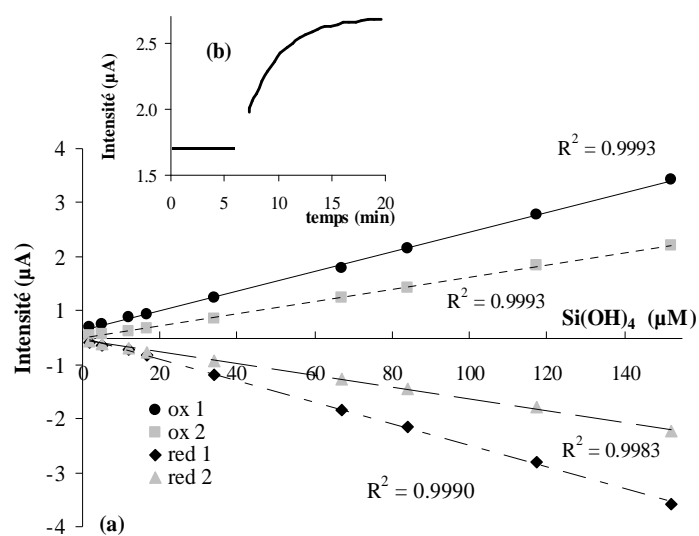 (b)
Intensité (µA)
2.5
2.0
1.5
0 5 10 15 20
temps (min)
R² = 0.9993
Intensité (µA)
4
3
2
1
-1
-2
-3
-4
R² = 0.9993
Si(OH)₄ (µM)
0 20 40 60 80 100 120 140
ox 1
ox 2
red 1
red 2
R² = 0.9983
R² = 0.9990
(a)